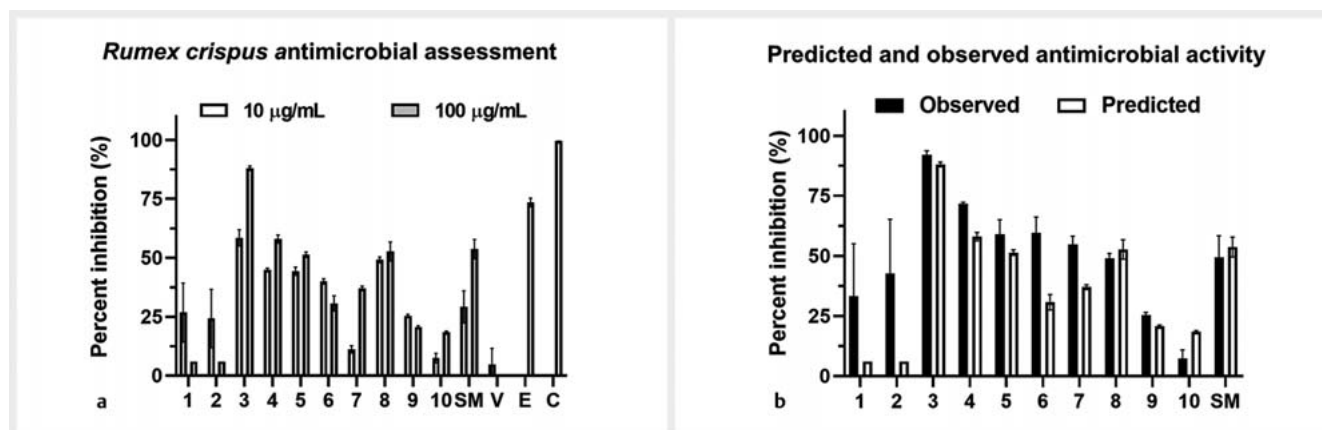 Rumex crispus antimicrobial assessment
10 µg/mL 100 µg/mL
Percent inhibition (%)
100
75
50
25
0
1 2 3 4 5 6 7 8 9 10 SM V E C
a
Predicted and observed antimicrobial activity
Observed Predicted
Percent inhibition (%)
100
75
50
25
0
1 2 3 4 5 6 7 8 9 10 SM
b